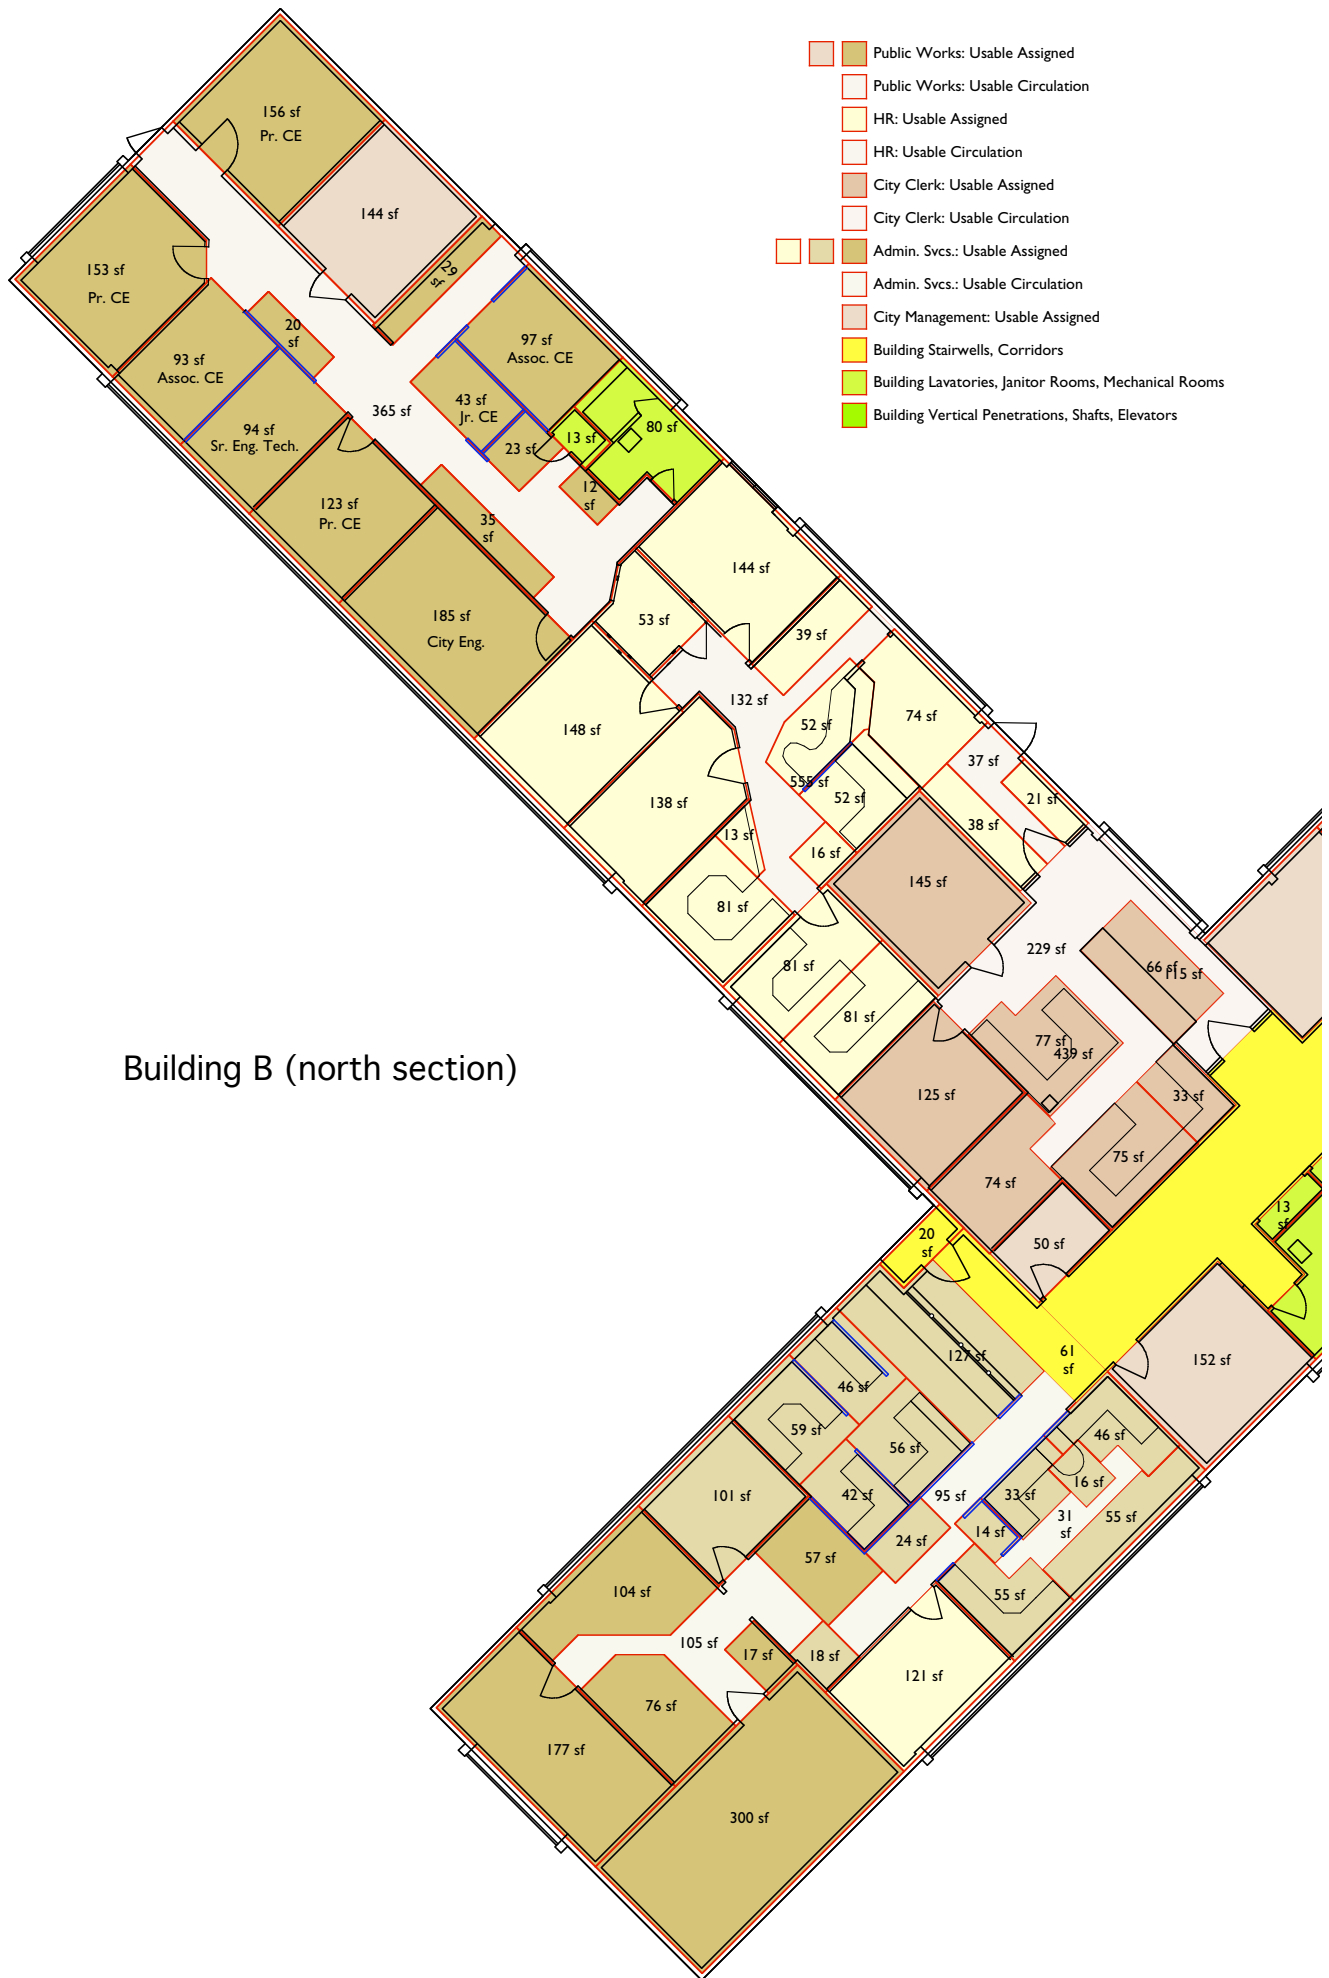 Public Works: Usable Assigned
Public Works: Usable Circulation
HR: Usable Assigned
HR: Usable Circulation
City Clerk: Usable Assigned
City Clerk: Usable Circulation
Admin. Svcs.: Usable Assigned
Admin. Svcs.: Usable Circulation
City Management: Usable Assigned
Building Stairwells, Corridors
Building Lavatories, Janitor Rooms, Mechanical Rooms
Building Vertical Penetrations, Shafts, Elevators
156 sf
Pr. CE
144 sf
153 sf
Pr. CE
29
sf
20
sf
97 sf
Assoc. CE
93 sf
Assoc. CE
43 sf
Jr. CE
365 sf
94 sf
Sr. Eng. Tech.
23 sf
13 sf
80 sf
12
sf
123 sf
Pr. CE
35
sf
185 sf
City Eng.
144 sf
53 sf
39 sf
132 sf
148 sf
52 sf
74 sf
37 sf
555 sf
52 sf
21 sf
138 sf
38 sf
13 sf
16 sf
145 sf
81 sf
229 sf
81 sf
66 sf
115 sf
81 sf
77 sf
439 sf
Building B (north section)
125 sf
33 sf
75 sf
74 sf
50 sf
13
sf
20
sf
61
sf
127 sf
152 sf
46 sf
59 sf
56 sf
46 sf
16 sf
101 sf
42 sf
95 sf
33 sf
31
sf
55 sf
14 sf
24 sf
57 sf
104 sf
55 sf
105 sf
17 sf
18 sf
121 sf
76 sf
177 sf
300 sf